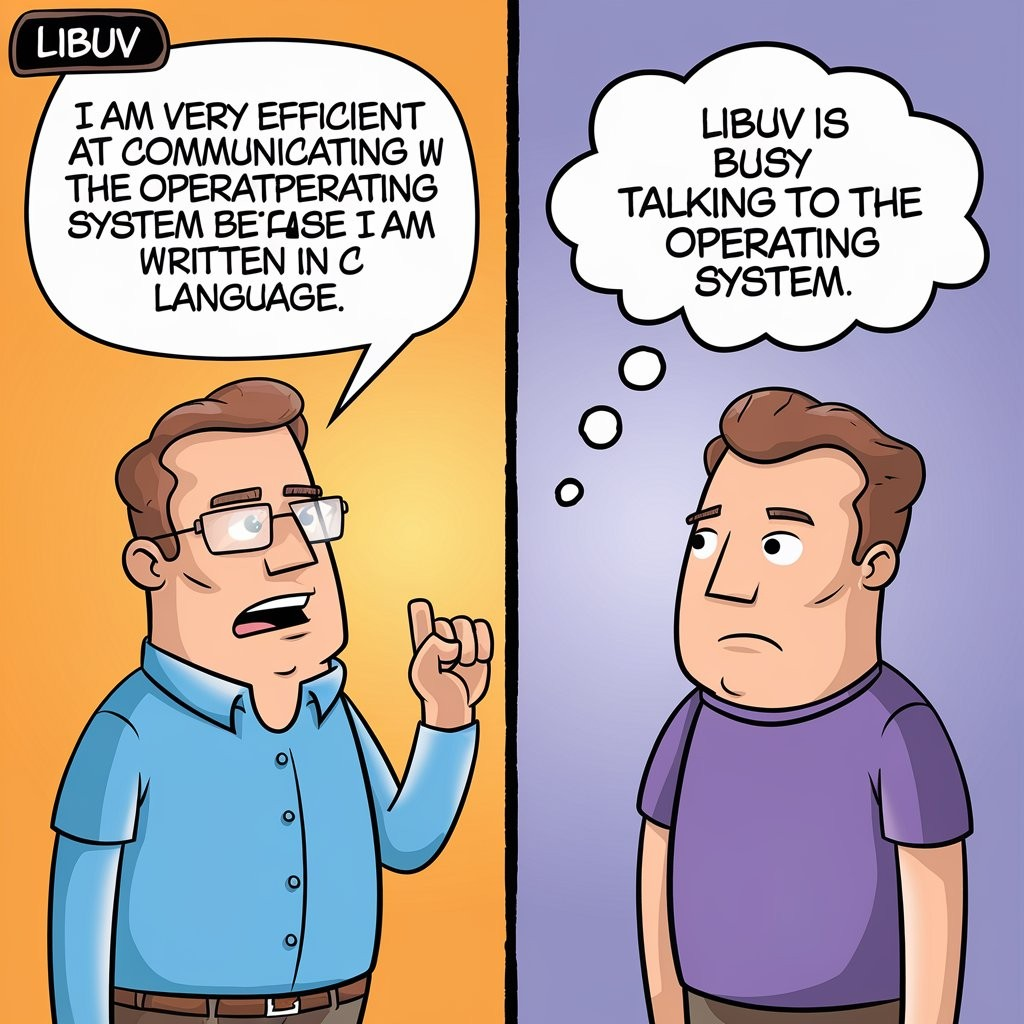 LIBUV
I AM VERY EFFICIENT
AT COMMUNICATING W
THE OPERATPERATING
SYSTEM I AM
WRITTEN IN C
LANGUAGE.
LIBUV IS
BUSY
TALKING TO THE
OPERATING
SYSTEM.